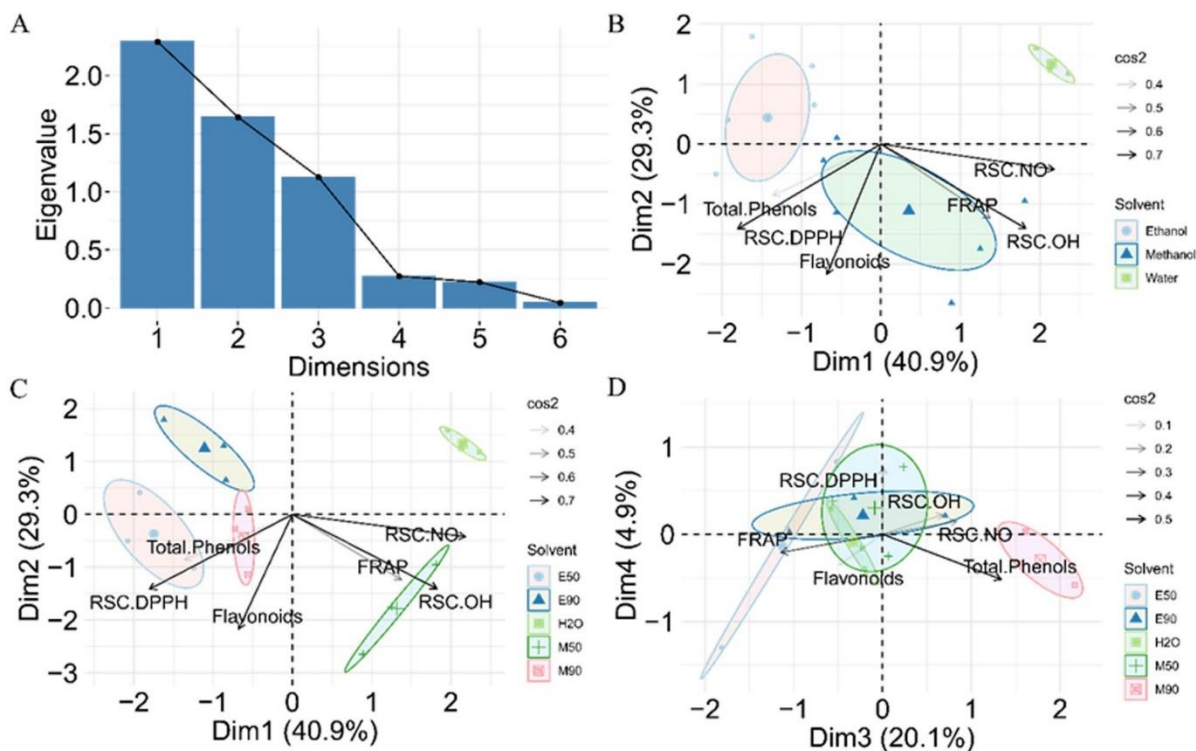 A
Eigenvalue
2.0
1.5
1.0
0.5
0.0
1 2 3 4 5 6
Dimensions
B
Dim2 (29.3%)
2
1
0
−1
−2
RSC.NO
FRAP
Total.Phenols
RSC.DPPH
RSC.OH
Flavonoids
−2 −1 0 1 2
Dim1 (40.9%)
cos2
0.4
0.5
0.6
0.7
Solvent
Ethanol
Methanol
Water
C
Dim2 (29.3%)
2
1
0
−1
−2
−3
RSC.NO
Total.Phenols
FRAP
RSC.DPPH
RSC.OH
Flavonoids
−2 −1 0 1 2
Dim1 (40.9%)
cos2
0.4
0.5
0.6
0.7
Solvent
E50
E90
H2O
M50
M90
D
Dim4 (4.9%)
1
0
−1
RSC.DPPH
RSC.OH
RSC.NO
FRAP
Total.Phenols
Flavonoids
−2 −1 0 1 2
Dim3 (20.1%)
cos2
0.1
0.2
0.3
0.4
0.5
Solvent
E50
E90
H2O
M50
M90